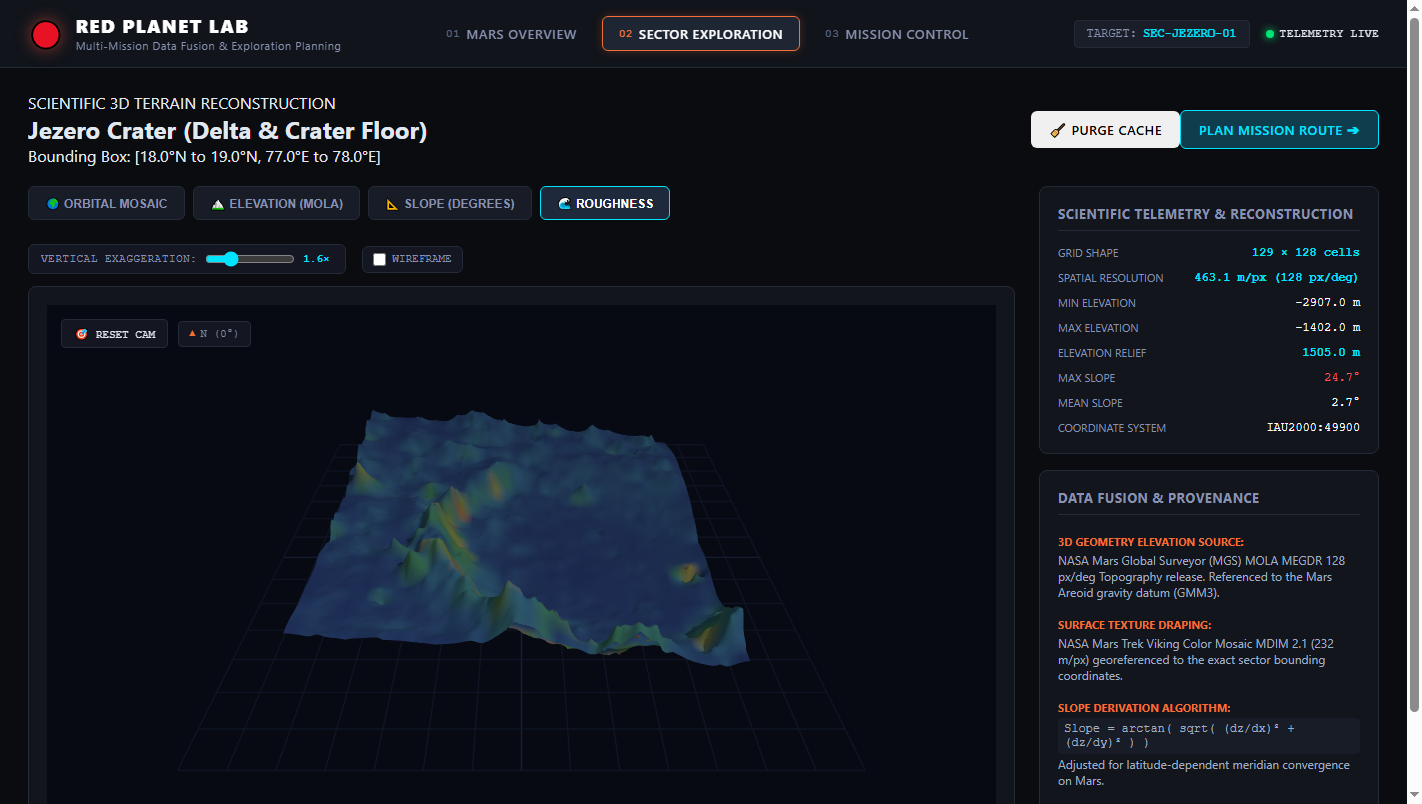 RED PLANET LAB
Multi-Mission Data Fusion & Exploration Planning
01 MARS OVERVIEW
02 SECTOR EXPLORATION
03 MISSION CONTROL
TARGET: SEC-JEZERO-01
TELEMETRY LIVE
SCIENTIFIC 3D TERRAIN RECONSTRUCTION
Jezero Crater (Delta & Crater Floor)
Bounding Box: [18.0°N to 19.0°N, 77.0°E to 78.0°E]
PURGE CACHE
PLAN MISSION ROUTE ➔
ORBITAL MOSAIC
ELEVATION (MOLA)
SLOPE (DEGREES)
ROUGHNESS
VERTICAL EXAGGERATION: 1.6×
WIREFRAME
RESET CAM
▲ N (0°)
SCIENTIFIC TELEMETRY & RECONSTRUCTION
GRID SHAPE 129 × 128 cells
SPATIAL RESOLUTION 463.1 m/px (128 px/deg)
MIN ELEVATION -2907.0 m
MAX ELEVATION -1402.0 m
ELEVATION RELIEF 1505.0 m
MAX SLOPE 24.7°
MEAN SLOPE 2.7°
COORDINATE SYSTEM IAU2000:49900
DATA FUSION & PROVENANCE
3D GEOMETRY ELEVATION SOURCE:
NASA Mars Global Surveyor (MGS) MOLA MEGDR 128
px/deg Topography release. Referenced to the Mars
Areoid gravity datum (GMM3).
SURFACE TEXTURE DRAPING:
NASA Mars Trek Viking Color Mosaic MDIM 2.1 (232
m/px) georeferenced to the exact sector bounding
coordinates.
SLOPE DERIVATION ALGORITHM:
Slope = arctan( sqrt( (dz/dx)² +
(dz/dy)² ) )
Adjusted for latitude-dependent meridian convergence
on Mars.